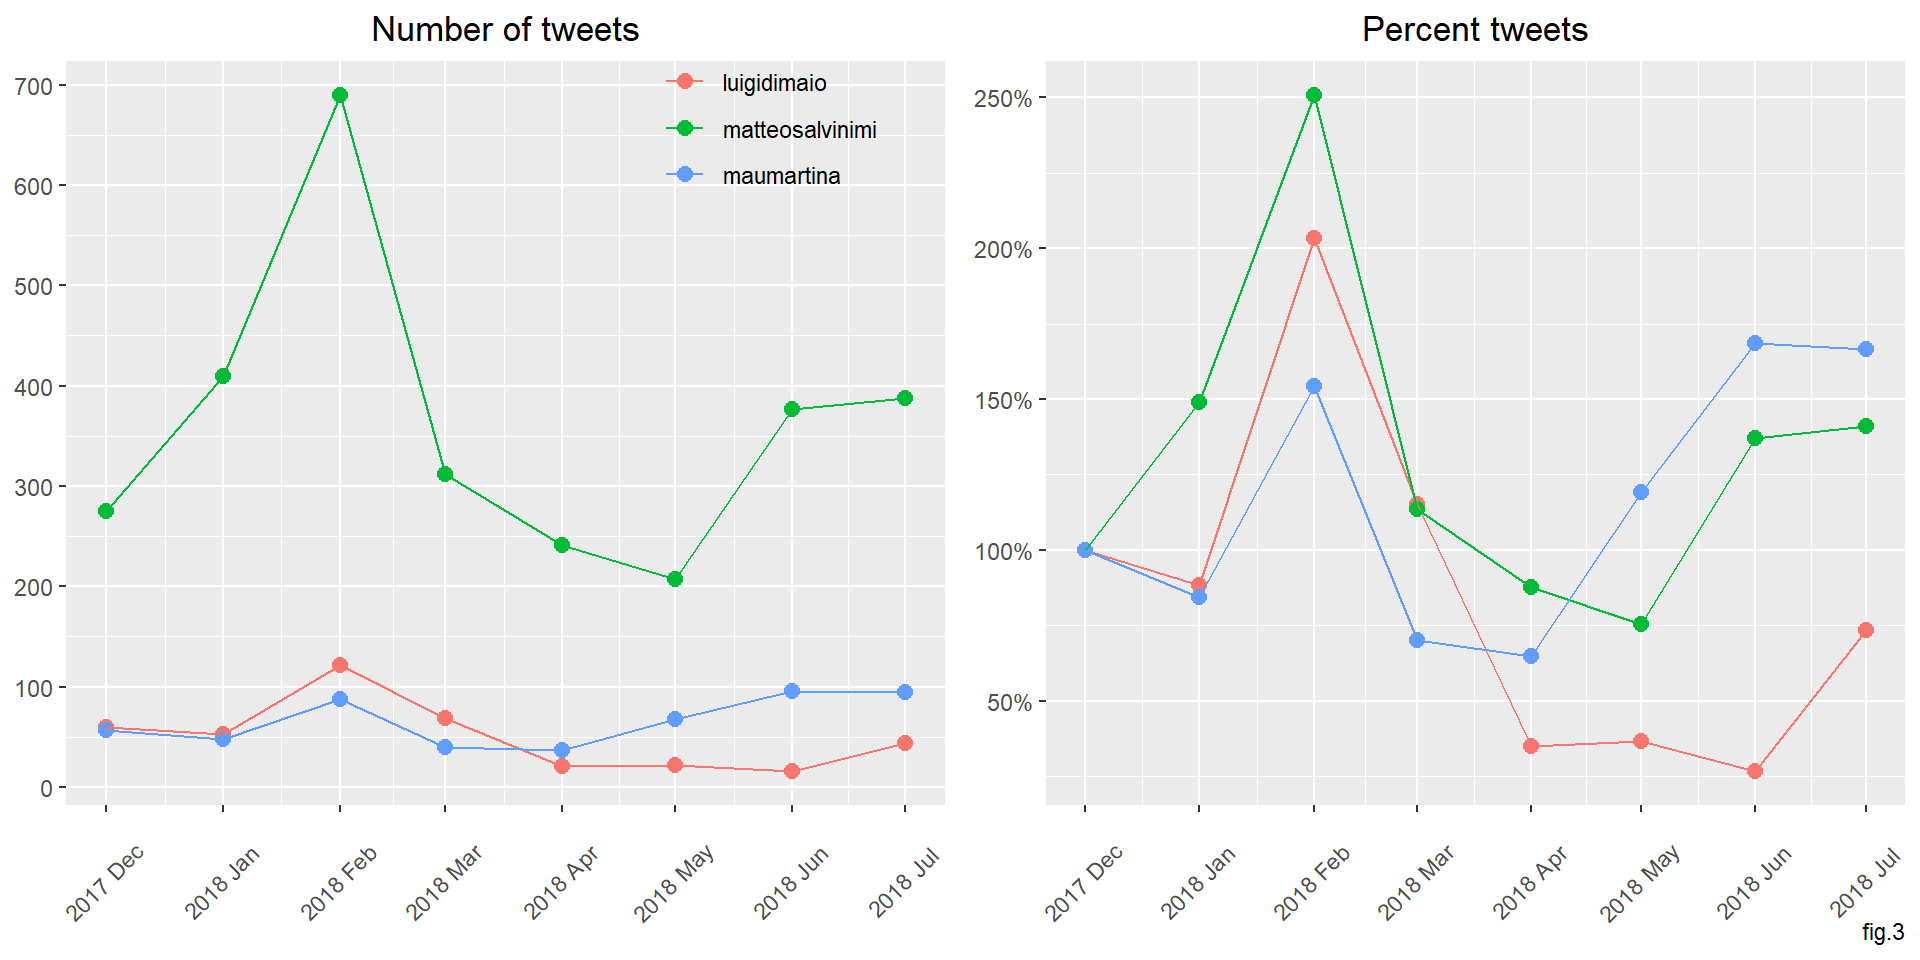 Number of tweets
700
600
500
400
300
200
100
0
luigidimaio
matteosalvinimi
maumartina
2017 Dec
2018 Jan
2018 Feb
2018 Mar
2018 Apr
2018 May
2018 Jun
2018 Jul
Percent tweets
250%
200%
150%
100%
50%
2017 Dec
2018 Jan
2018 Feb
2018 Mar
2018 Apr
2018 May
2018 Jun
2018 Jul
fig.3